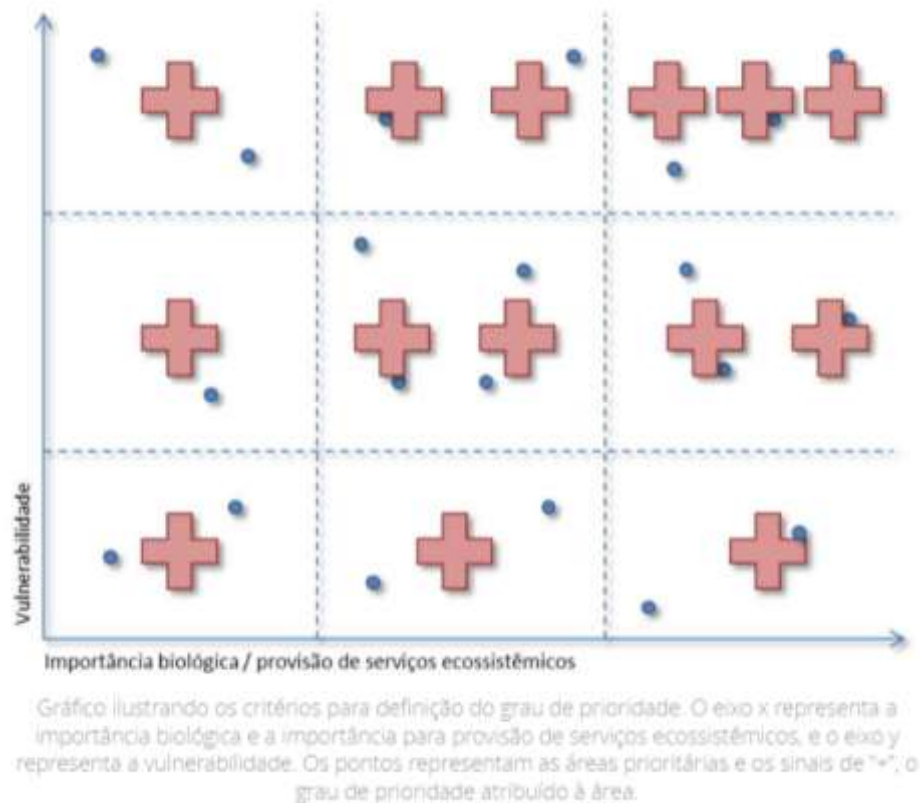 Vulnerabilidade
Importância biológica / provisão de serviços ecossistêmicos
Gráfico ilustrando os critérios para definição do grau de prioridade. O eixo x representa a
importância biológica e a importância para provisão de serviços ecossistêmicos, e o eixo y
representa a vulnerabilidade. Os pontos representam as áreas prioritárias e os sinais de "+", o
grau de prioridade atribuído à área.